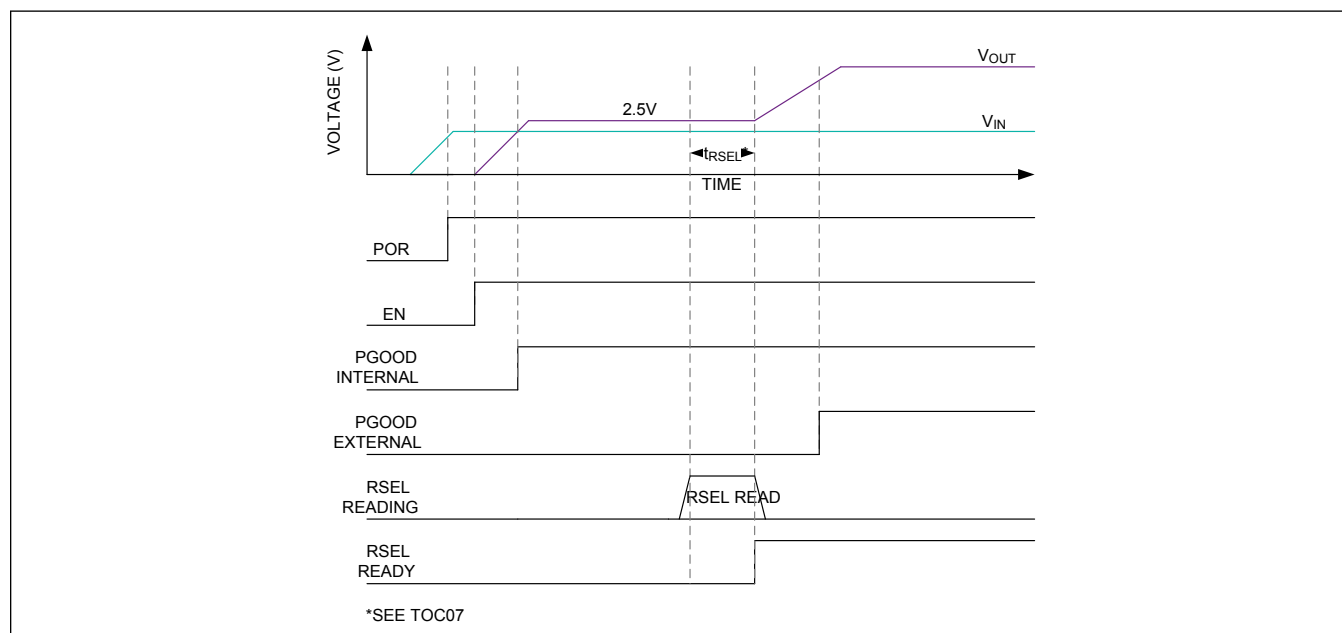 VOLTAGE (V)
VOUT
2.5V
VIN
tRSEL*
TIME
POR
EN
PGOOD
INTERNAL
PGOOD
EXTERNAL
RSEL
READING
RSEL READ
RSEL
READY
*SEE TOC07